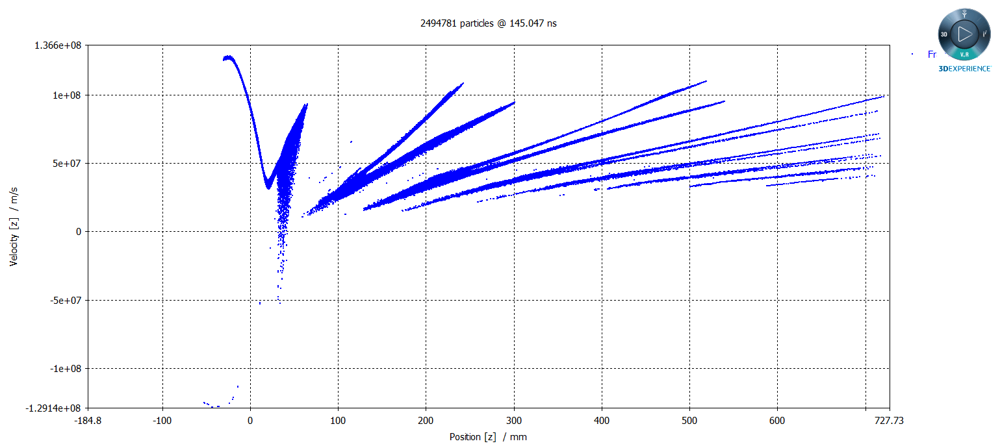 2494781 particles @ 145.047 ns
1.366e+08
1e+08
5e+07
0
-5e+07
-1e+08
-1.2914e+08
Velocity [z] / m/s
-184.8
-100
0
100
200
300
400
500
600
727.73
Position [z] / mm
Fr
3D
V.R
3DEXPERIENCE